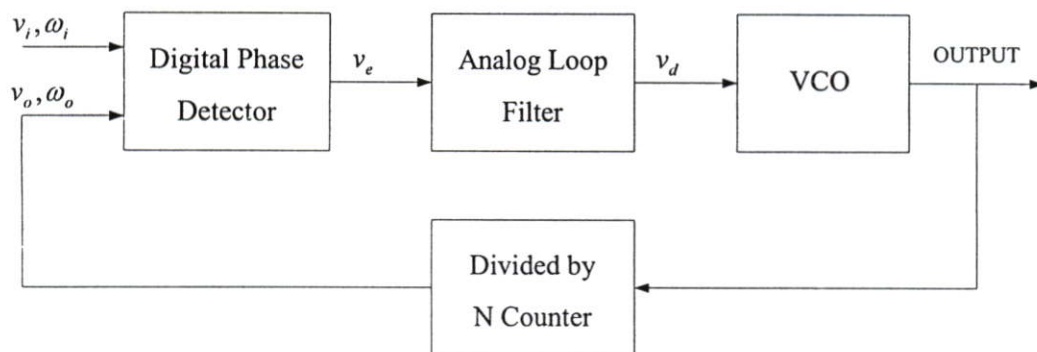 v_i, ω_i
v_o, ω_o
Digital Phase
Detector
v_e
Analog Loop
Filter
v_d
VCO
OUTPUT
Divided by
N Counter